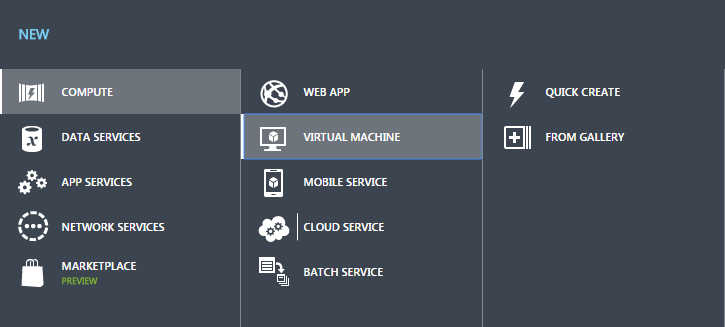 NEW
COMPUTE
DATA SERVICES
APP SERVICES
NETWORK SERVICES
MARKETPLACE
PREVIEW
WEB APP
VIRTUAL MACHINE
MOBILE SERVICE
CLOUD SERVICE
BATCH SERVICE
QUICK CREATE
FROM GALLERY